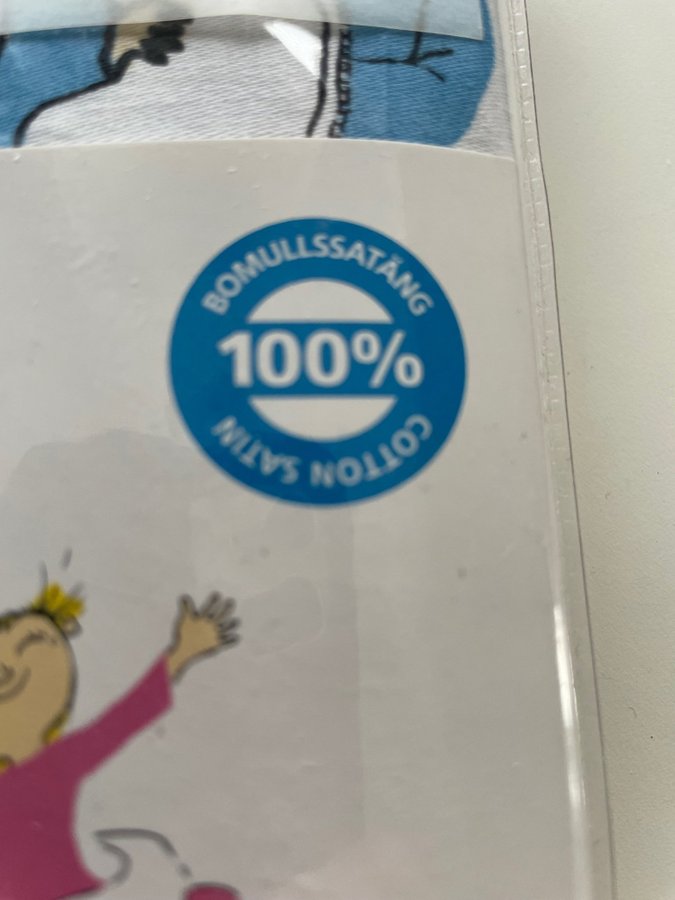 BOMULLSSATÄNG
100%
COTTON SATIN